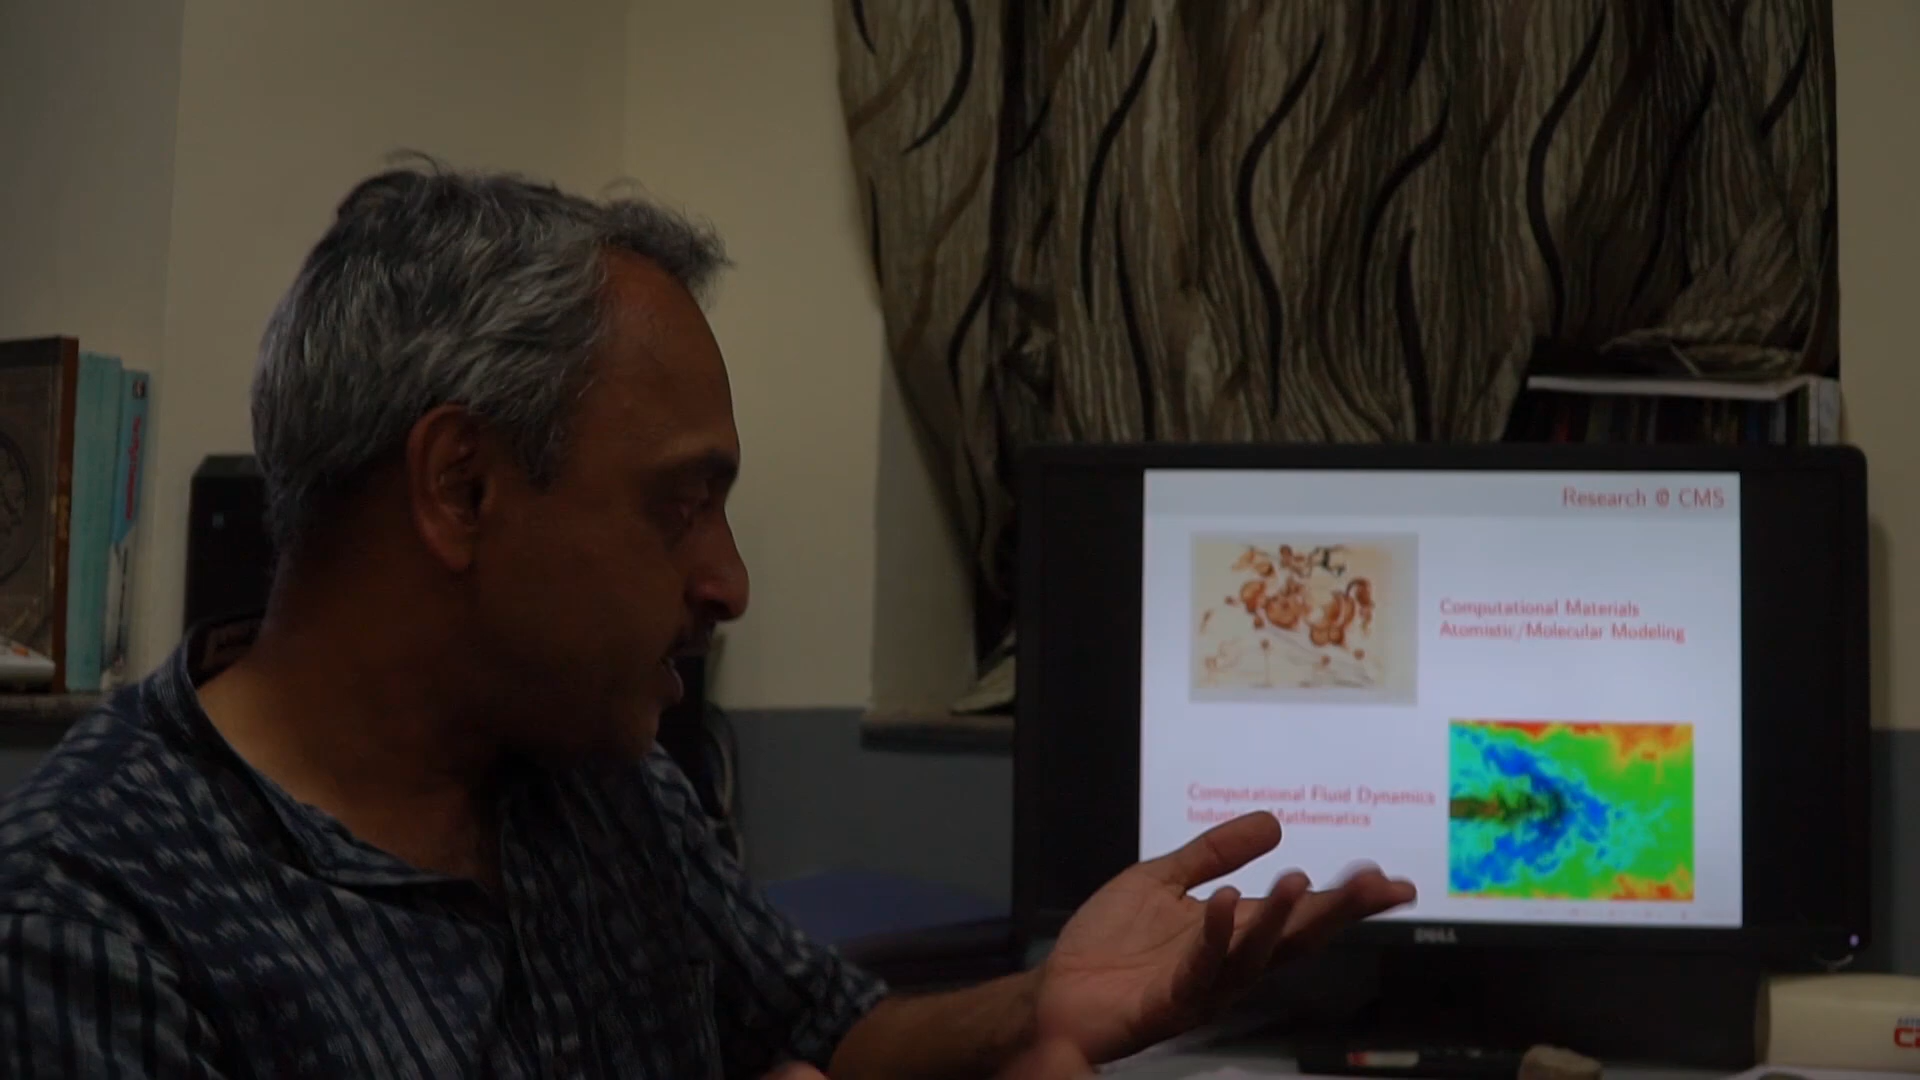 Research @ CMS
Computational Materials
Atomistic/Molecular Modeling
Computational Fluid Dynamics
Mathematics
DELL